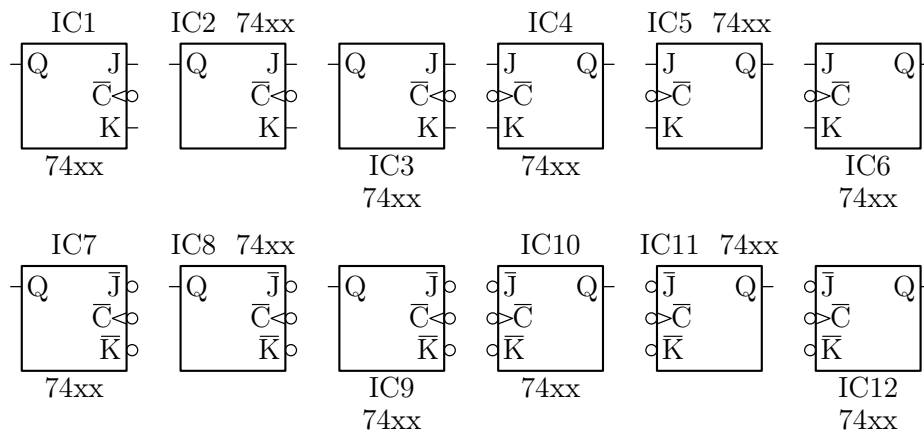 IC1 IC2 74xx IC4 IC5 74xx
Q J Q J Q J J Q J Q J Q
C̅ C̅ C̅ C̅ C̅ C̅
K K K K K K
74xx IC3 74xx IC6
74xx 74xx
IC7 IC8 74xx IC10 IC11 74xx
Q J̅ Q J̅ Q J̅ J̅ Q J̅ Q J̅ Q
C̅ C̅ C̅ C̅ C̅ C̅
K̅ K̅ K̅ K̅ K̅ K̅
74xx IC9 74xx IC12
74xx 74xx